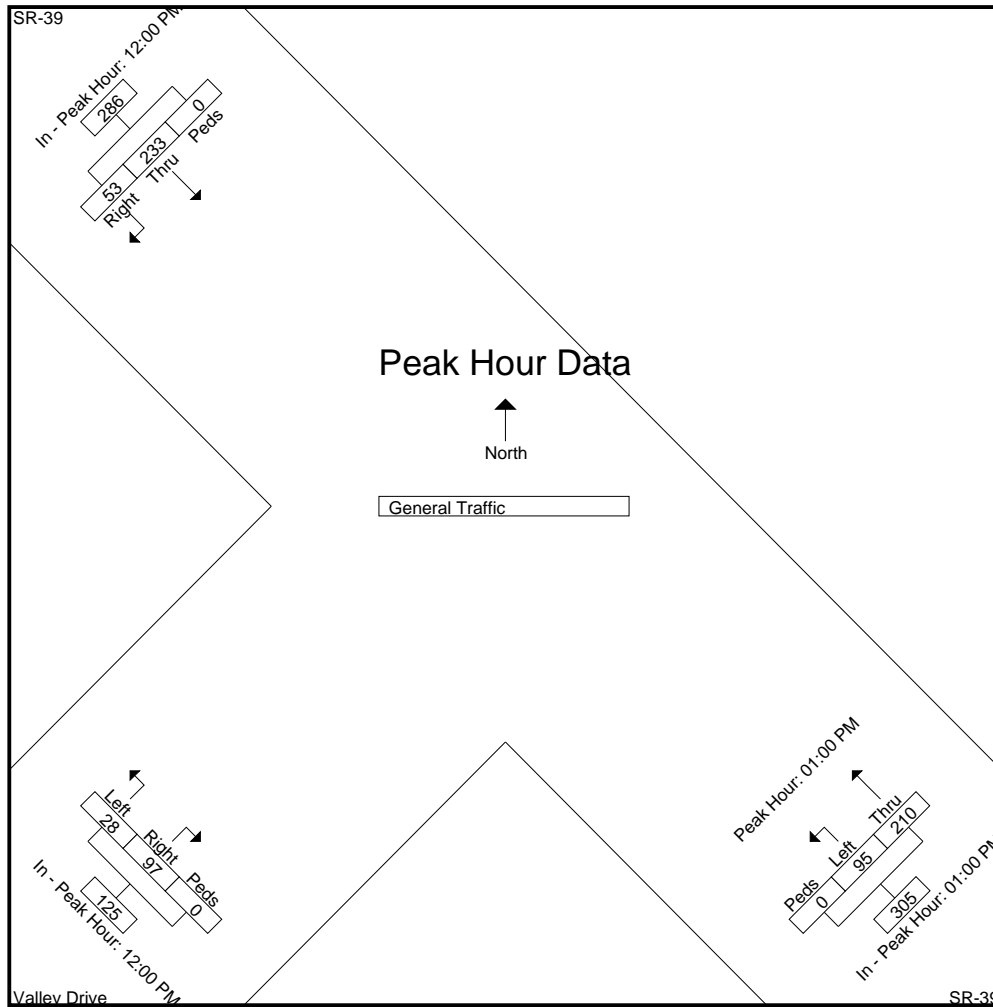 SR-39
In - Peak Hour: 12:00 PM
286
53
233
0
Right
Thru
Peds
Peak Hour Data
North
General Traffic
Left
Right
Peds
28
97
0
125
In - Peak Hour: 12:00 PM
Valley Drive
Peak Hour: 01:00 PM
Peds
Left
Thru
0
95
210
305
In - Peak Hour: 01:00 PM
SR-39